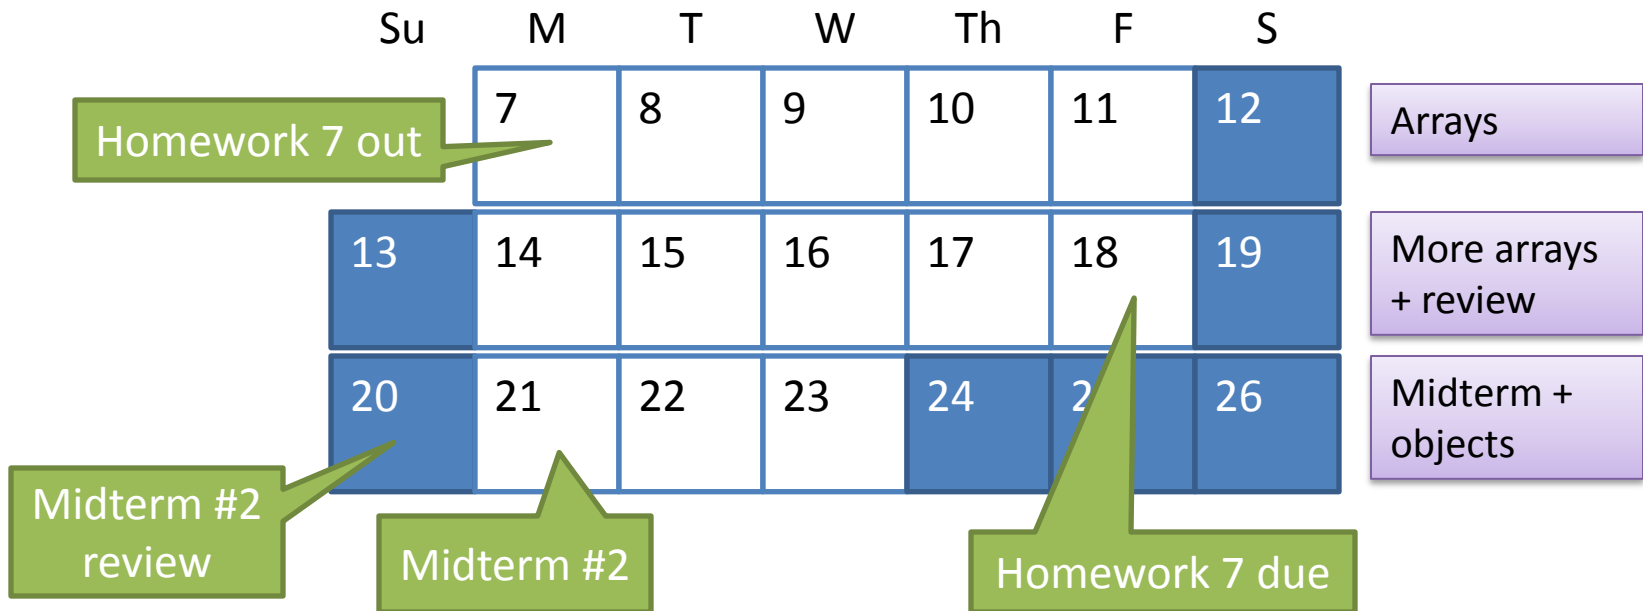 Su M T W Th F S
Homework 7 out
7 8 9 10 11 12
Arrays
13 14 15 16 17 18 19
More arrays
+ review
20 21 22 23 24 26
Midterm +
objects
Midterm #2
review
Midterm #2
Homework 7 due